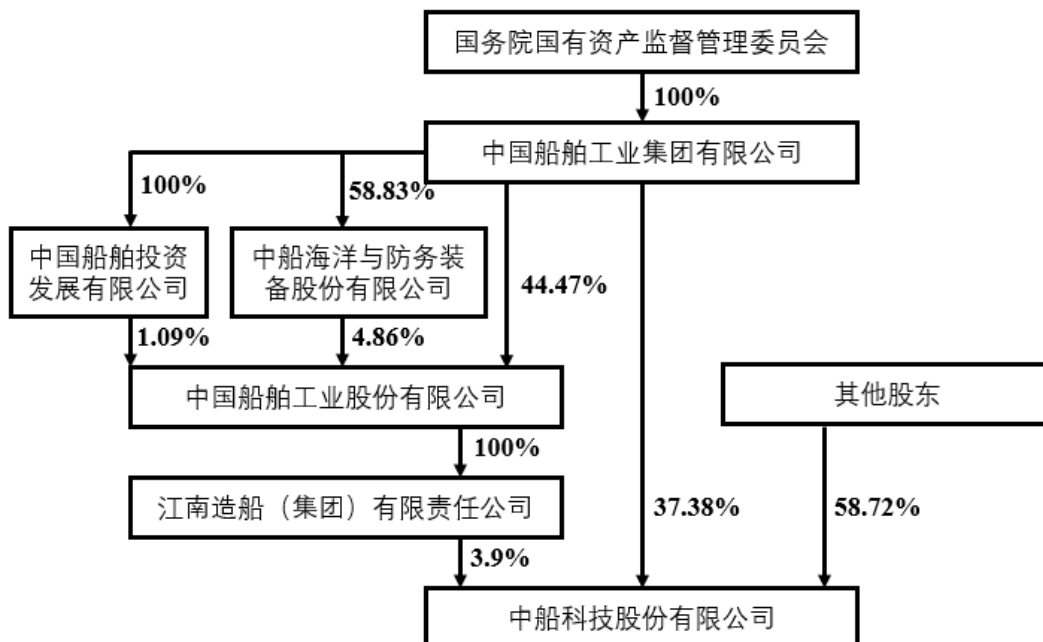 国务院国有资产监督管理委员会
100%
中国船舶工业集团有限公司
100%
58.83%
中国船舶投资
发展有限公司
中船海洋与防务装
备股份有限公司
44.47%
1.09%
4.86%
中国船舶工业股份有限公司
其他股东
100%
江南造船（集团）有限责任公司
37.38%
58.72%
3.9%
中船科技股份有限公司